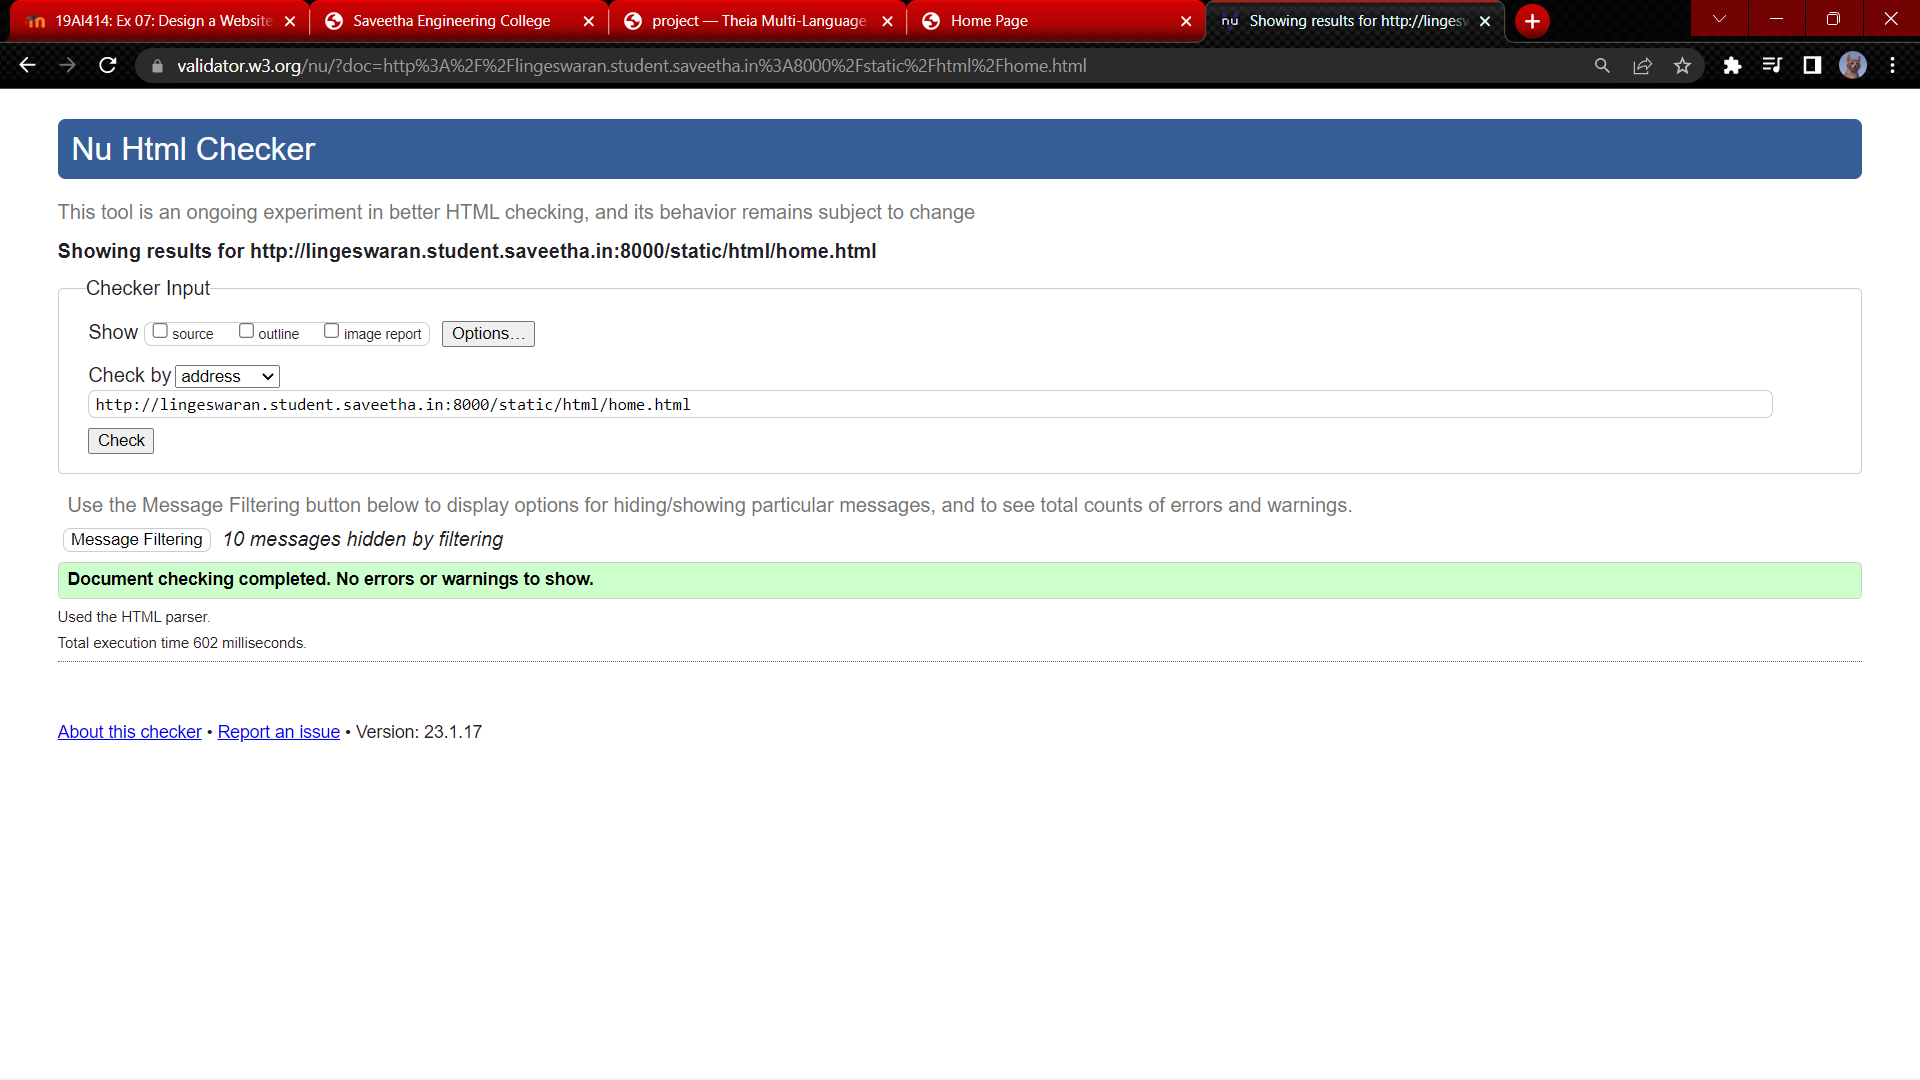 19AI414: Ex 07: Design a Website
Saveetha Engineering College
project — Theia Multi-Language
Home Page
Showing results for http://lingesw
validator.w3.org/nu/?doc=http%3A%2F%2Flingeswaran.student.saveetha.in%3A8000%2Fstatic%2Fhtml%2Fhome.html
Nu Html Checker
This tool is an ongoing experiment in better HTML checking, and its behavior remains subject to change
Showing results for http://lingeswaran.student.saveetha.in:8000/static/html/home.html
Checker Input
Show source outline image report Options...
Check by address
http://lingeswaran.student.saveetha.in:8000/static/html/home.html
Check
Use the Message Filtering button below to display options for hiding/showing particular messages, and to see total counts of errors and warnings.
Message Filtering 10 messages hidden by filtering
Document checking completed. No errors or warnings to show.
Used the HTML parser.
Total execution time 602 milliseconds.
About this checker • Report an issue • Version: 23.1.17